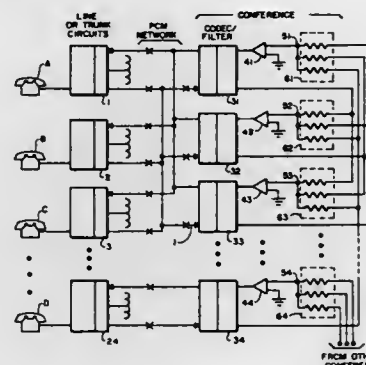 CONFERENCE
LINE
OR TRUNK
CIRCUITS
PCM
NETWORK
CODEC/
FILTER
A
1
31
41
51
61
B
2
32
42
52
62
C
3
33
43
53
63
D
24
34
44
54
64
FROM OTH